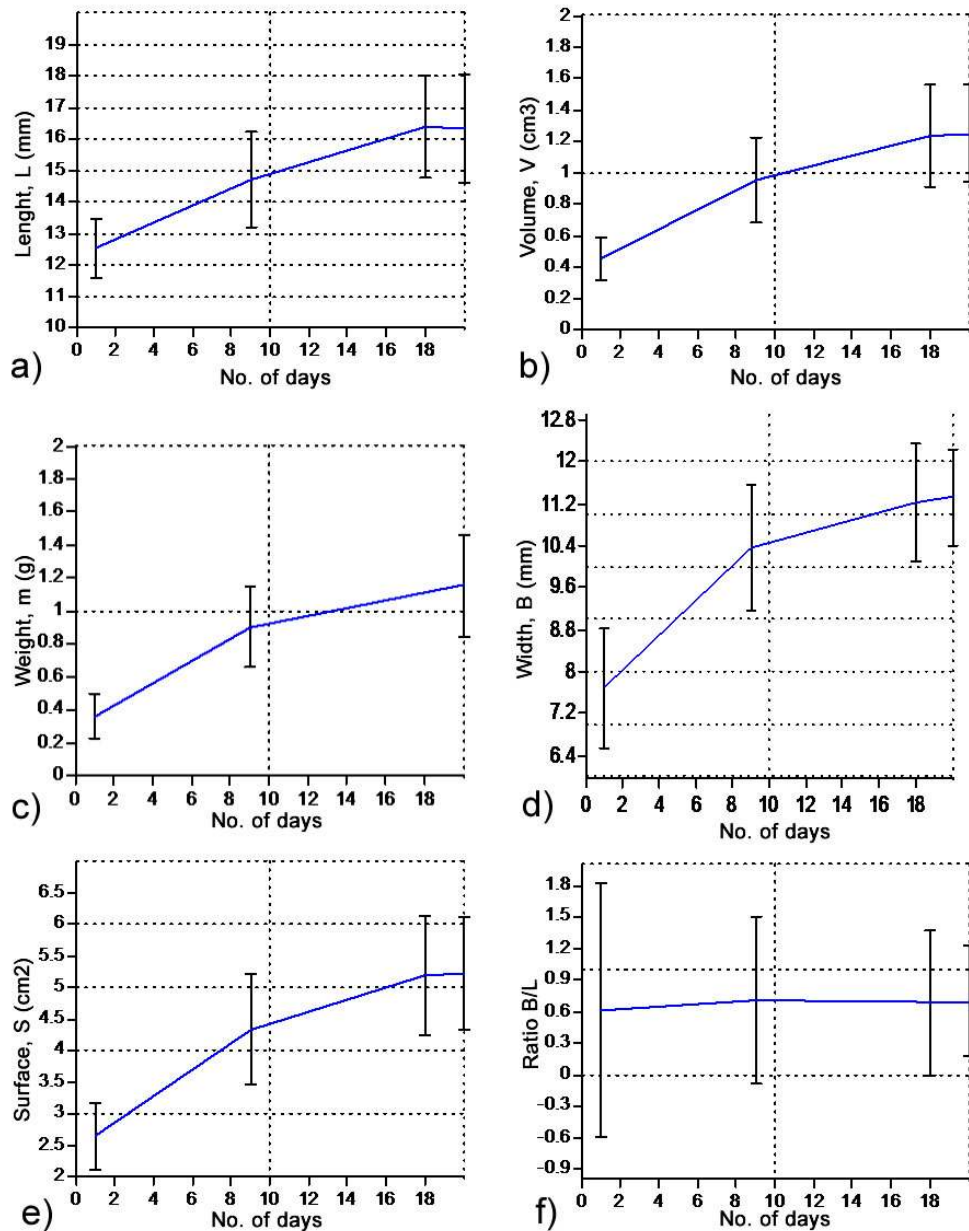 Lenght, L (mm)
19
18
17
16
15
14
13
12
11
10
0 2 4 6 8 10 12 14 16 18
No. of days
a)
Volume, V (cm3)
2
1.8
1.6
1.4
1.2
1
0.8
0.6
0.4
0.2
0
0 2 4 6 8 10 12 14 16 18
No. of days
b)
Weight, m (g)
2
1.8
1.6
1.4
1.2
1
0.8
0.6
0.4
0.2
0
0 2 4 6 8 10 12 14 16 18
No. of days
c)
Width, B (mm)
12.8
12
11.2
10.4
9.6
8.8
8
7.2
6.4
0 2 4 6 8 10 12 14 16 18
No. of days
d)
Surface, S (cm2)
6.5
6
5.5
5
4.5
4
3.5
3
2.5
2
0 2 4 6 8 10 12 14 16 18
No. of days
e)
Ratio B/L
1.8
1.5
1.2
0.9
0.6
0.3
0
-0.3
-0.6
-0.9
0 2 4 6 8 10 12 14 16 18
No. of days
f)